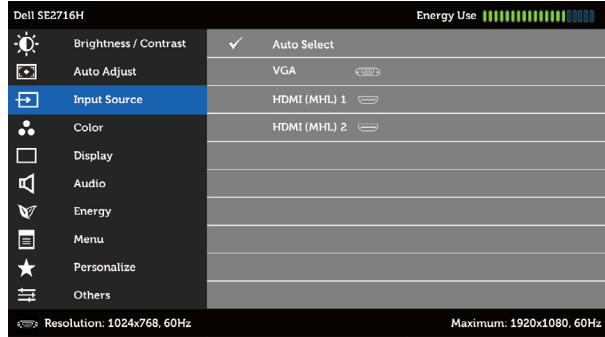 Dell SE2716H Energy Use
Brightness / Contrast Auto Select
Auto Adjust VGA
Input Source HDMI (MHL) 1
Color HDMI (MHL) 2
Display
Audio
Energy
Menu
Personalize
Others
Resolution: 1024x768, 60Hz Maximum: 1920x1080, 60Hz